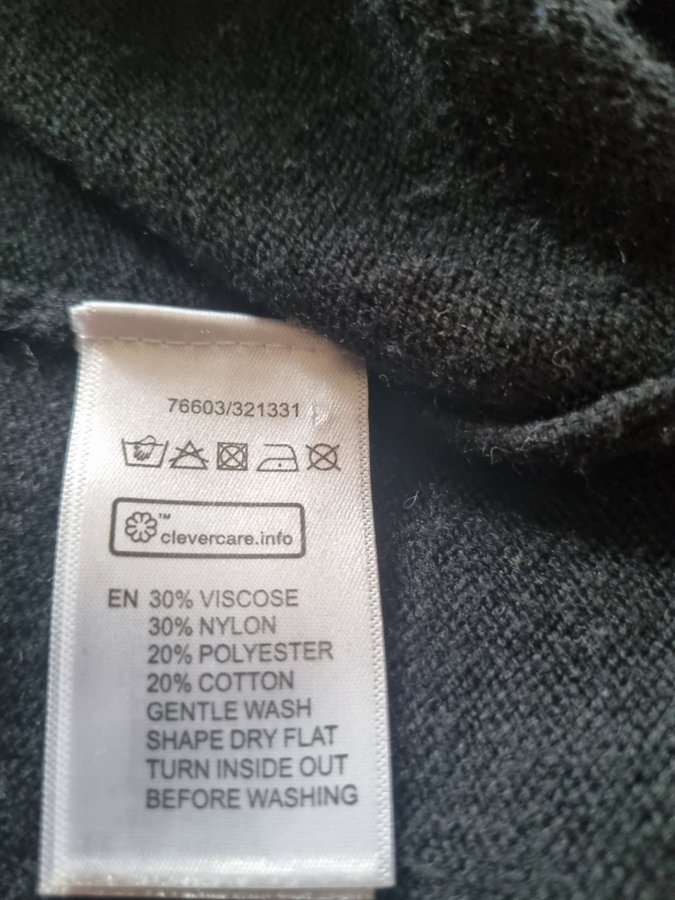 76603/321331
™
clevercare.info
EN 30% VISCOSE
30% NYLON
20% POLYESTER
20% COTTON
GENTLE WASH
SHAPE DRY FLAT
TURN INSIDE OUT
BEFORE WASHING